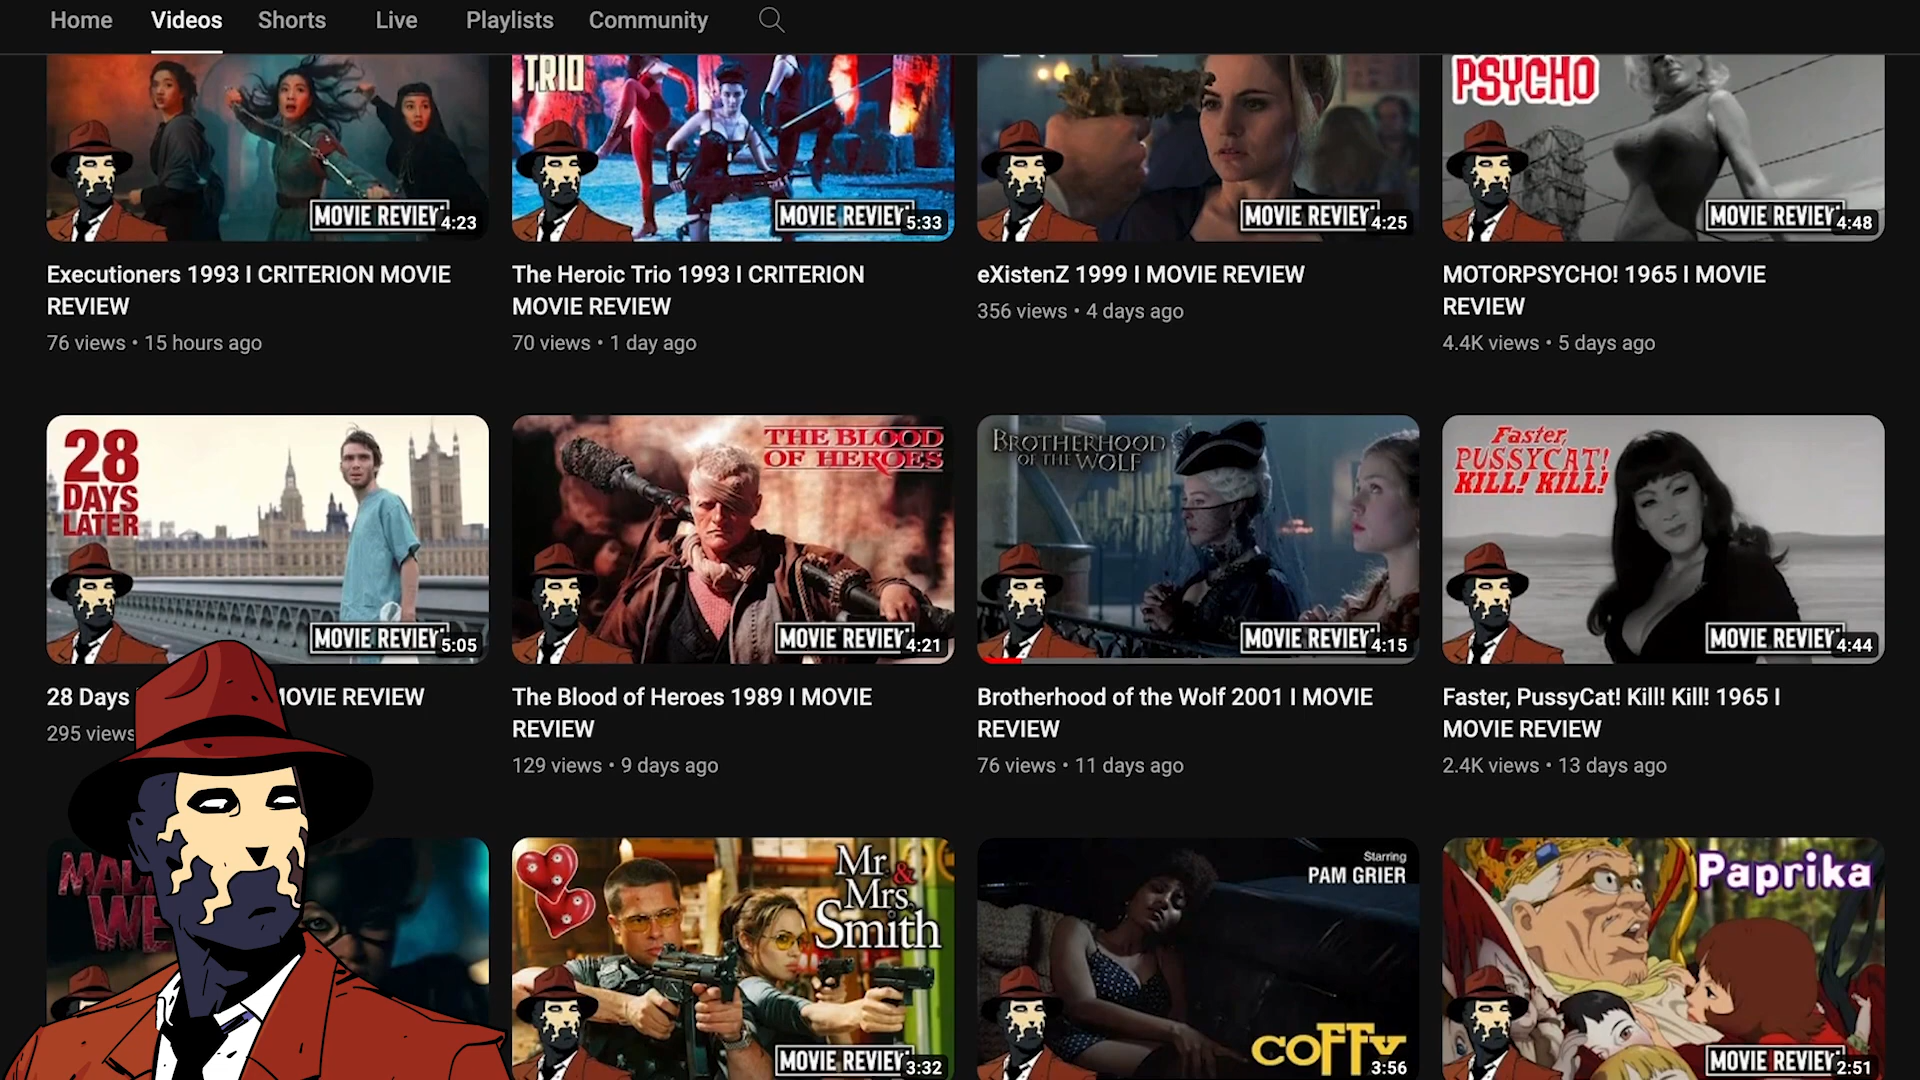 Home Videos Shorts Live Playlists Community
TRIO
PSYCHO
MOVIE REVIEW 4:23
MOVIE REVIEW 5:33
MOVIE REVIEW 4:25
MOVIE REVIEW 4:48
Executioners 1993 I CRITERION MOVIE
REVIEW
76 views • 15 hours ago
The Heroic Trio 1993 I CRITERION
MOVIE REVIEW
70 views • 1 day ago
eXistenZ 1999 I MOVIE REVIEW
356 views • 4 days ago
MOTORPSYCHO! 1965 I MOVIE
REVIEW
4.4K views • 5 days ago
28
DAYS
LATER
MOVIE REVIEW 5:05
THE BLOOD
OF HEROES
MOVIE REVIEW 4:21
BROTHERHOOD
OF THE WOLF
MOVIE REVIEW 4:15
Faster,
PUSSYCAT!
KILL! KILL!
MOVIE REVIEW 4:44
28 Days MOVIE REVIEW
295 views
The Blood of Heroes 1989 I MOVIE
REVIEW
129 views • 9 days ago
Brotherhood of the Wolf 2001 I MOVIE
REVIEW
76 views • 11 days ago
Faster, PussyCat! Kill! Kill! 1965 I
MOVIE REVIEW
2.4K views • 13 days ago
Mr.
&
Mrs.
Smith
MOVIE REVIEW 3:32
Starring
PAM GRIER
COFFY
3:56
Paprika
MOVIE REVIEW 2:51